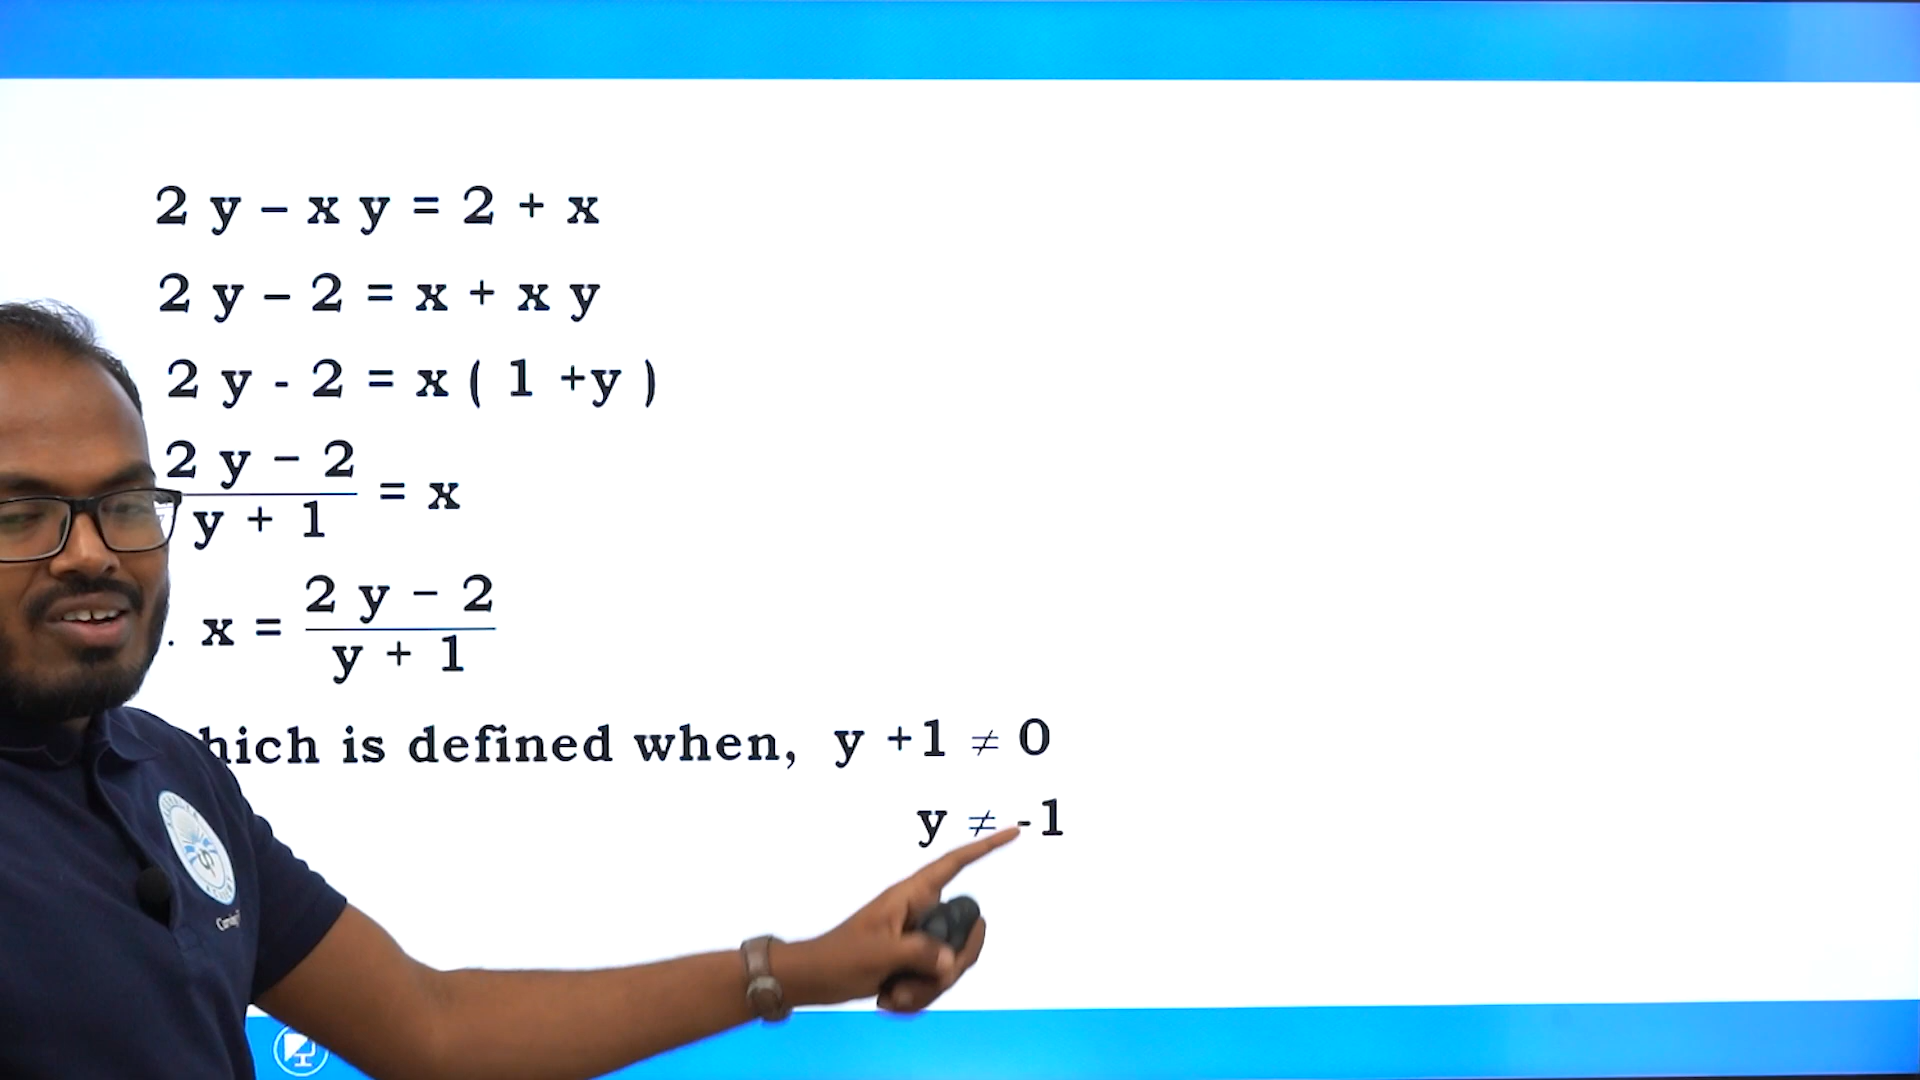 2 y – x y = 2 + x
2 y – 2 = x + x y
2 y - 2 = x ( 1 +y )
2 y − 2
y + 1
= x
. x =
2 y − 2
y + 1
hich is defined when, y +1 ≠ 0
y ≠ -1